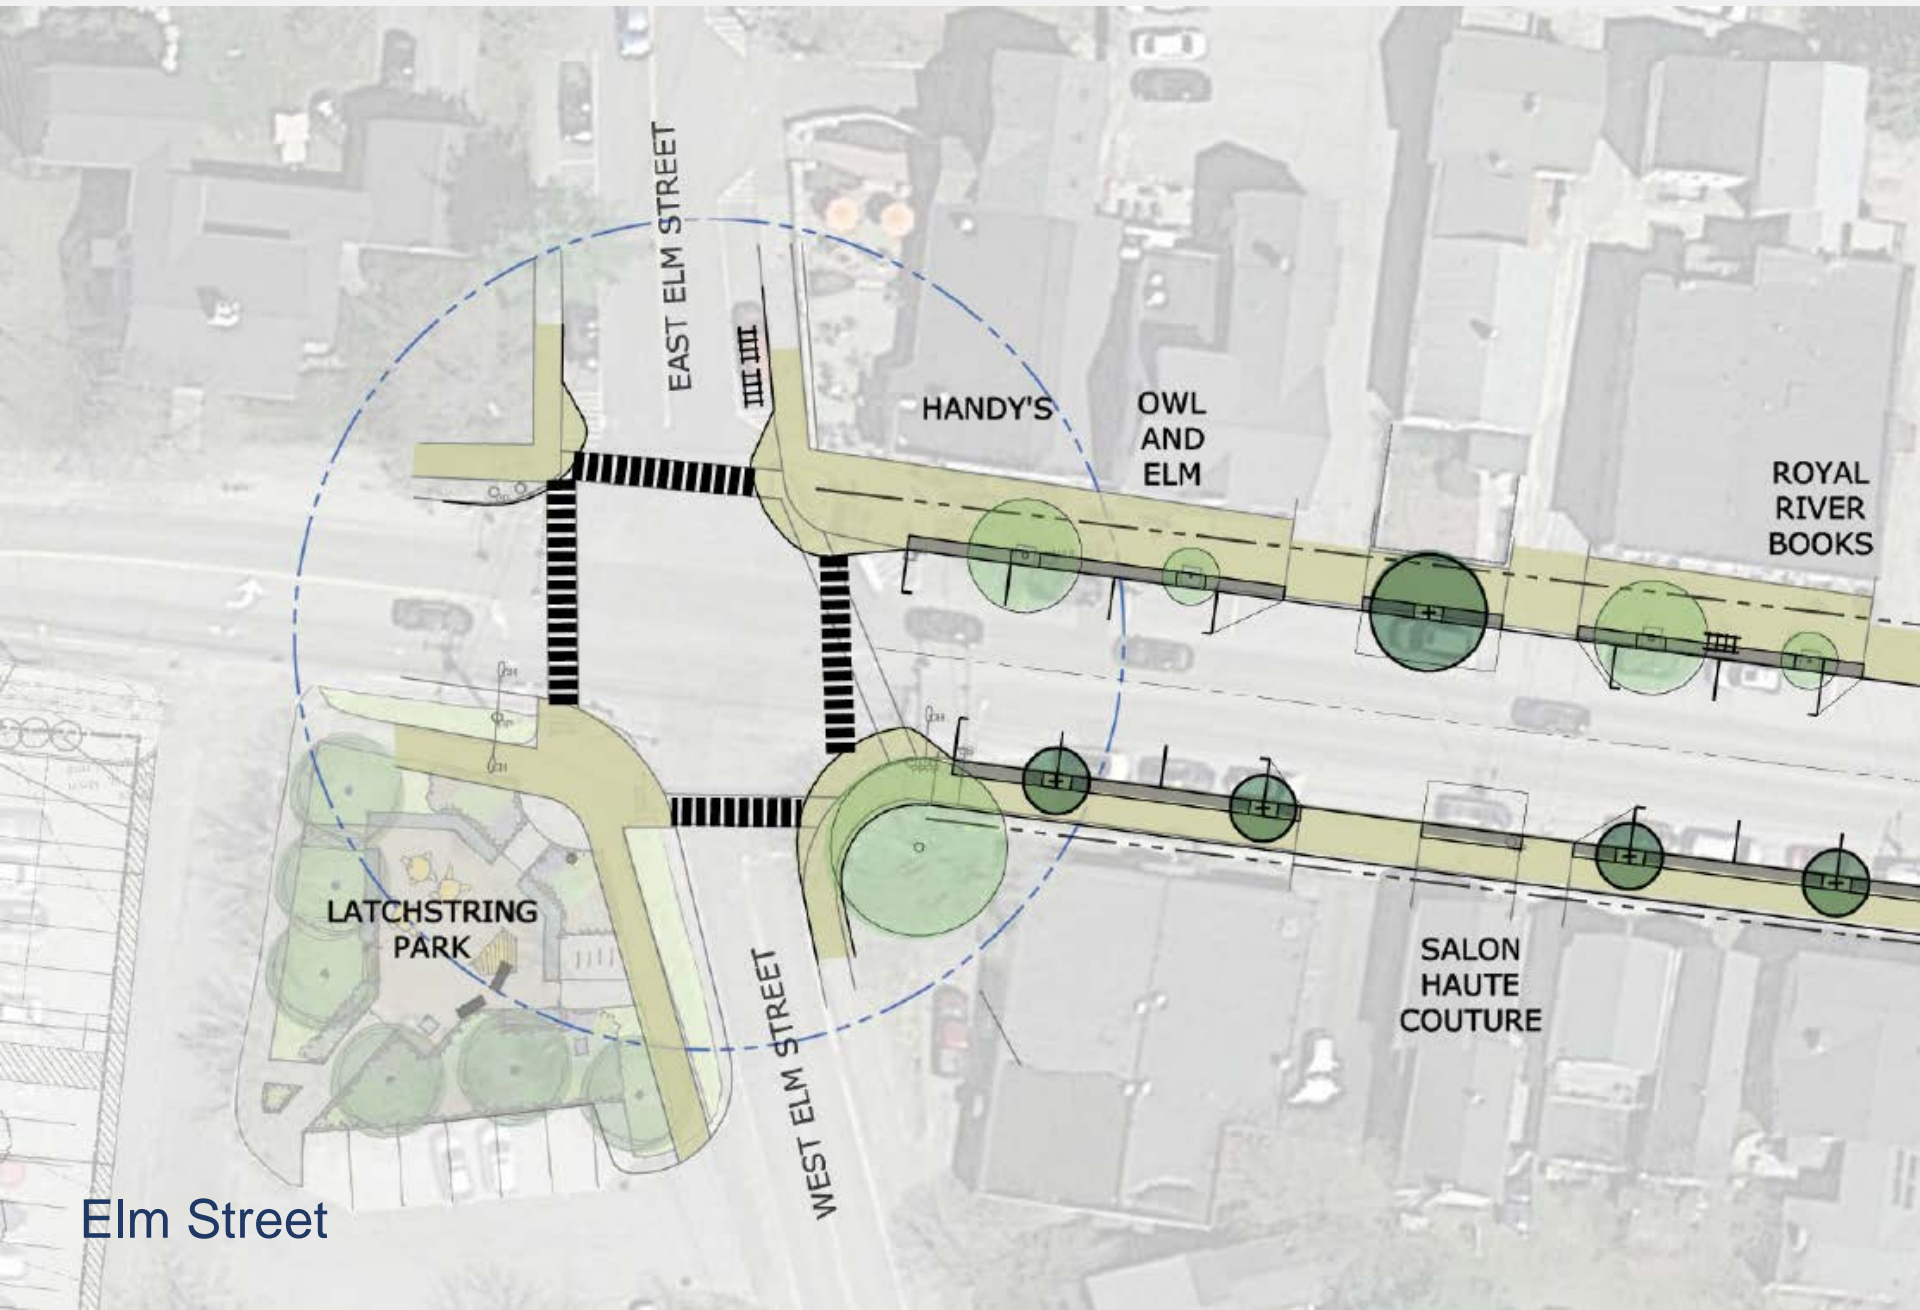 EAST ELM STREET
HANDY'S
OWL
AND
ELM
ROYAL
RIVER
BOOKS
LATCHSTRING
PARK
SALON
HAUTE
COUTURE
WEST ELM STREET
Elm Street